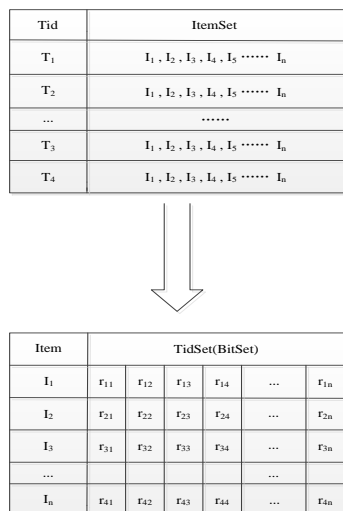 Tid ItemSet
T₁ I₁ , I₂ , I₃ , I₄ , I₅ ······ Iₙ
T₂ I₁ , I₂ , I₃ , I₄ , I₅ ······ Iₙ
... ······
T₃ I₁ , I₂ , I₃ , I₄ , I₅ ······ Iₙ
T₄ I₁ , I₂ , I₃ , I₄ , I₅ ······ Iₙ
Item TidSet(BitSet)
I₁ r₁₁ r₁₂ r₁₃ r₁₄ ... r₁ₙ
I₂ r₂₁ r₂₂ r₂₃ r₂₄ ... r₂ₙ
I₃ r₃₁ r₃₂ r₃₃ r₃₄ ... r₃ₙ
... ...
Iₙ r₄₁ r₄₂ r₄₃ r₄₄ ... r₄ₙ